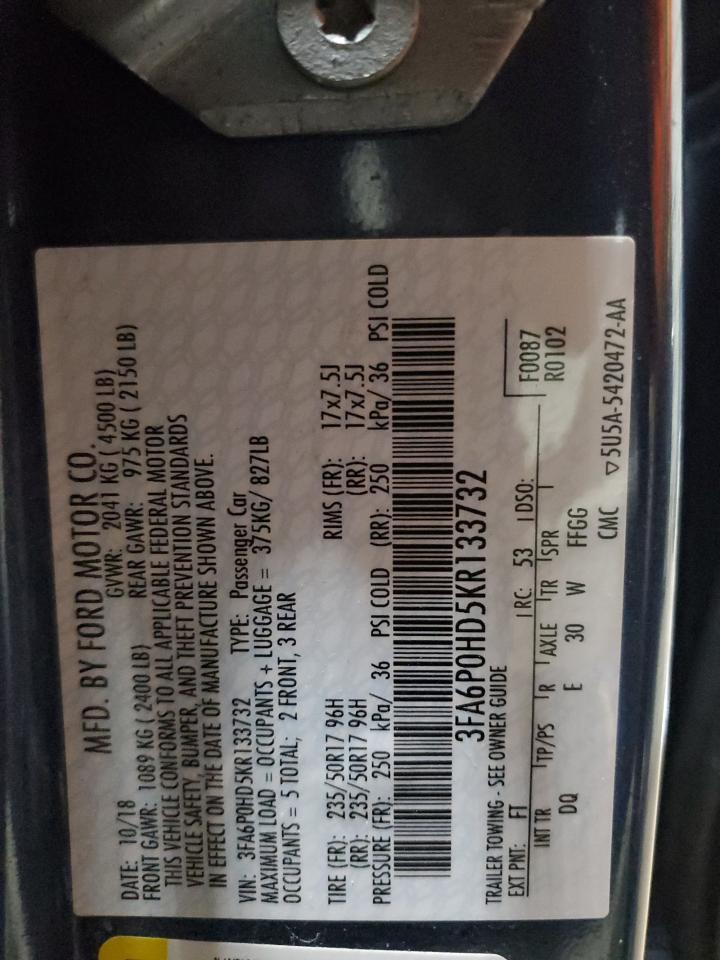 MFD. BY FORD MOTOR CO.
DATE: 10/18 GVWR: 2041 KG ( 4500 LB)
FRONT GAWR: 1089 KG ( 2400 LB) REAR GAWR: 975 KG ( 2150 LB)
THIS VEHICLE CONFORMS TO ALL APPLICABLE FEDERAL MOTOR
VEHICLE SAFETY, BUMPER, AND THEFT PREVENTION STANDARDS
IN EFFECT ON THE DATE OF MANUFACTURE SHOWN ABOVE.
VIN: 3FA6P0HD5KR133732 TYPE: Passenger Car
MAXIMUM LOAD = OCCUPANTS + LUGGAGE = 375KG/ 827LB
OCCUPANTS = 5 TOTAL; 2 FRONT, 3 REAR
TIRE (FR): 235/50R17 96H RIMS (FR): 17x7.5J
(RR): 235/50R17 96H (RR): 17x7.5J
PRESSURE (FR): 250 kPa/ 36 PSI COLD (RR): 250 kPa/ 36 PSI COLD
3FA6P0HD5KR133732
TRAILER TOWING - SEE OWNER GUIDE
EXT PNT: FT RC: 53 DSO: F0087
INT TR TP/PS R AXLE TR SPR R0102
DQ E 30 W FFGG
CMC ▽5U5A-5420472-AA